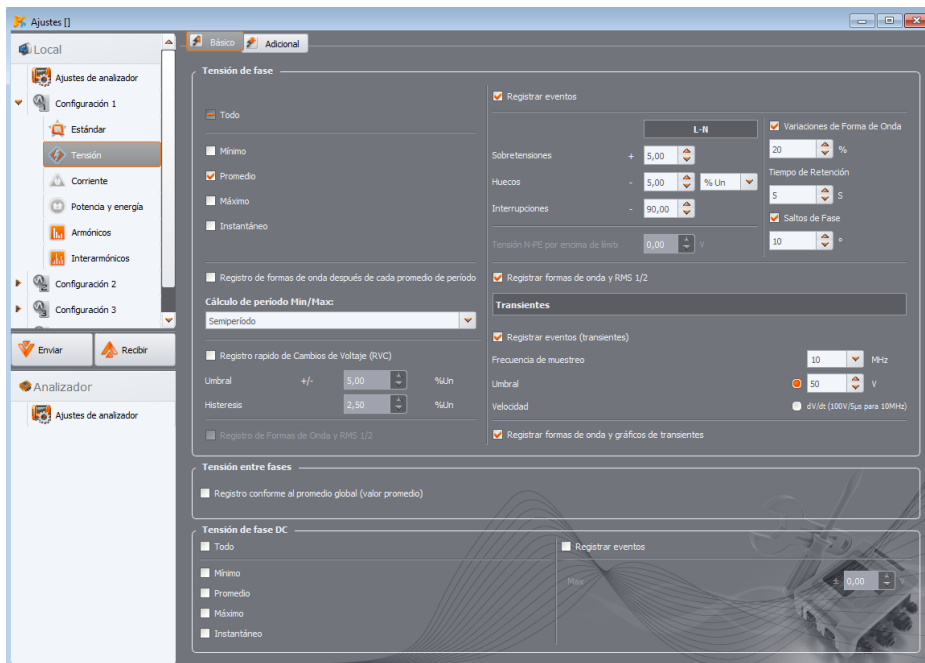 Ajustes []
Local
Ajustes de analizador
Configuración 1
Estándar
Tensión
Corriente
Potencia y energía
Armónicos
Interarmónicos
Configuración 2
Configuración 3
Enviar
Recibir
Analizador
Ajustes de analizador
Básico
Adicional
Tensión de fase
Todo
Mínimo
Promedio
Máximo
Instantáneo
Registro de formas de onda después de cada promedio de período
Cálculo de período Min/Max:
Semiperíodo
Registro rapido de Cambios de Voltaje (RVC)
Umbral +/- 5,00 %Un
Histeresis 2,50 %Un
Registro de Formas de Onda y RMS 1/2
Registrar eventos
L-N
Sobretensiones + 5,00
Huecos - 5,00 % Un
Interrupciones - 90,00
Tensión N-PE por encima de límit 0,00 V
Variaciones de Forma de Onda
20 %
Tiempo de Retención
5 S
Saltos de Fase
10 °
Registrar formas de onda y RMS 1/2
Transientes
Registrar eventos (transientes)
Frecuencia de muestreo 10 MHz
Umbral 50 V
Velocidad dV/dt (100V/5µs para 10MHz)
Registrar formas de onda y gráficos de transientes
Tensión entre fases
Registro conforme al promedio global (valor promedio)
Tensión de fase DC
Todo
Mínimo
Promedio
Máximo
Instantáneo
Registrar eventos
Max ± 0,00 V